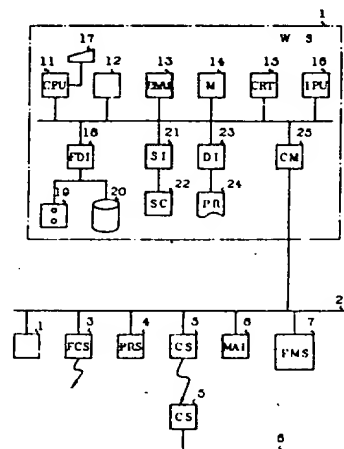 1
17
W S
11 12 13 14 15 16
CPU M CRT IPU
18 21 23 25
FDI SI DI CM
19 20 22 24
SC PR
2
1 3 4 5 6 7
FCS PRS CS MAI FMS
5
CS